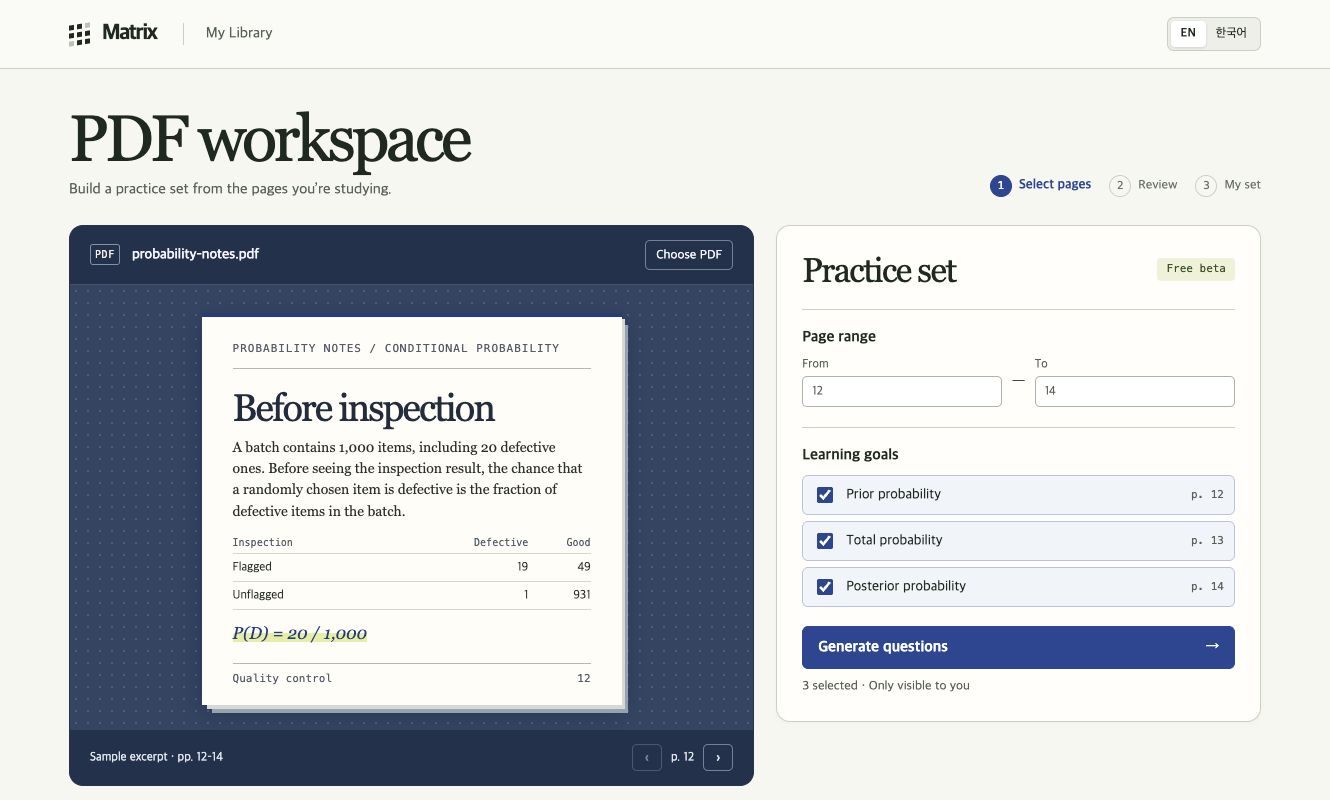 Matrix
My Library
EN
한국어
PDF workspace
Build a practice set from the pages you’re studying.
1 Select pages
2 Review
3 My set
PDF probability-notes.pdf
Choose PDF
PROBABILITY NOTES / CONDITIONAL PROBABILITY
Before inspection
A batch contains 1,000 items, including 20 defective
ones. Before seeing the inspection result, the chance that
a randomly chosen item is defective is the fraction of
defective items in the batch.
Inspection Defective Good
Flagged 19 49
Unflagged 1 931
P(D) = 20 / 1,000
Quality control 12
Sample excerpt · pp. 12-14
‹ p. 12 ›
Practice set
Free beta
Page range
From To
12 — 14
Learning goals
Prior probability p. 12
Total probability p. 13
Posterior probability p. 14
Generate questions →
3 selected · Only visible to you